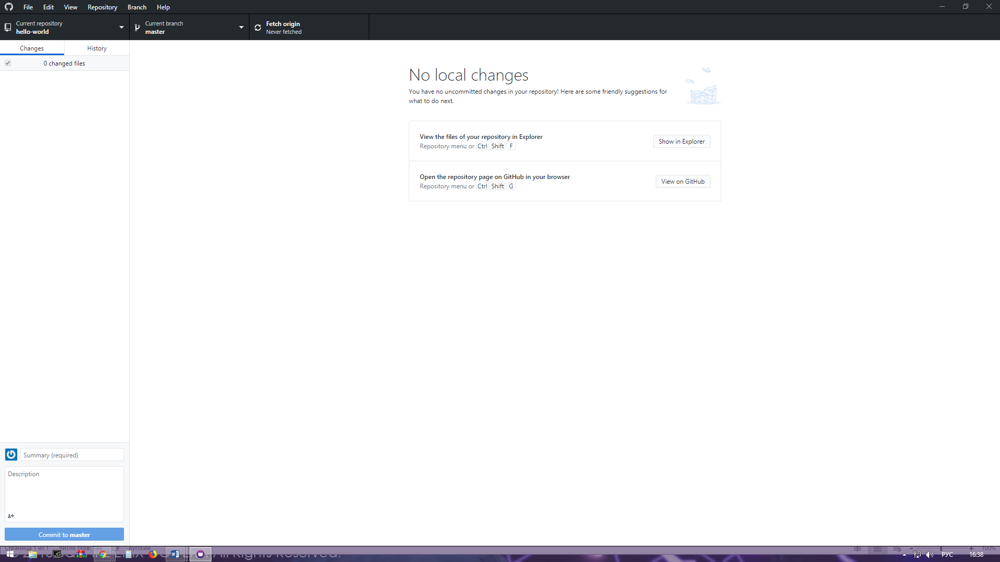 File Edit View Repository Branch Help
Current repository
hello-world
Current branch
master
Fetch origin
Never fetched
Changes History
0 changed files
No local changes
You have no uncommitted changes in your repository! Here are some friendly suggestions for
what to do next.
View the files of your repository in Explorer
Repository menu or Ctrl Shift F
Show in Explorer
Open the repository page on GitHub in your browser
Repository menu or Ctrl Shift G
View on GitHub
Summary (required)
Description
Commit to master
Страница 1 из 1 Число слов: 149 русский
100%
All Rights Reserved.
РУС 16:38